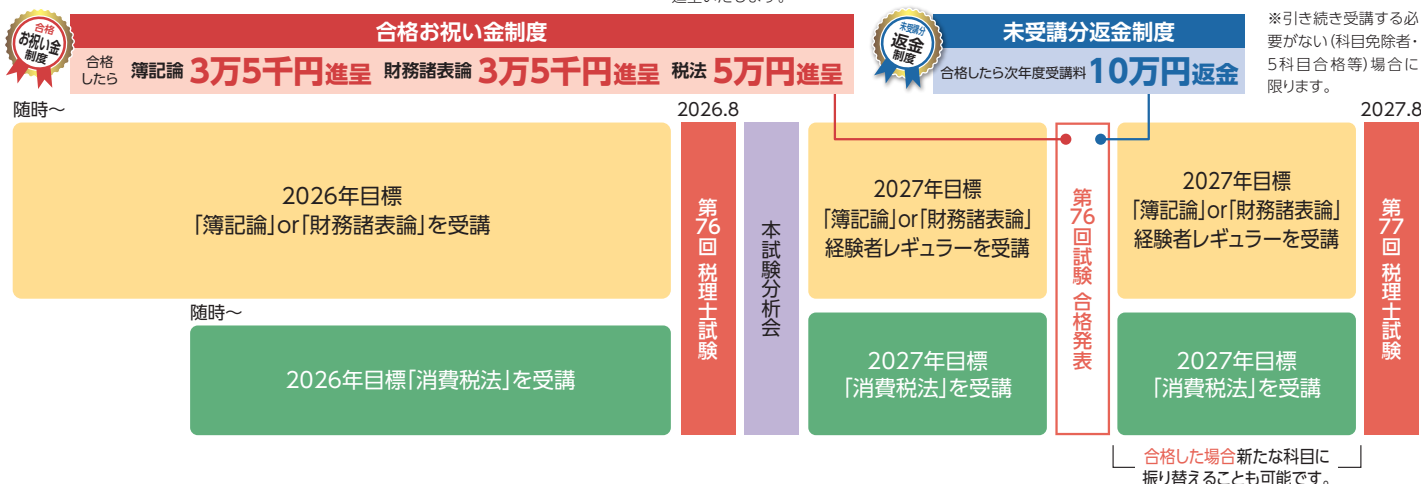 進呈いたします。
合格
お祝い金
制度
合格お祝い金制度
合格
したら
簿記論 3万5千円進呈 財務諸表論 3万5千円進呈 税法 5万円進呈
未受講分
返金
制度
未受講分返金制度
合格したら次年度受講料10万円返金
※引き続き受講する必
要がない(科目免除者・
5科目合格等)場合に
限ります。
随時〜
2026.8
2027.8
2026年目標
「簿記論」or「財務諸表論」を受講
随時〜
2026年目標「消費税法」を受講
第76回 税理士試験
本試験分析会
2027年目標
「簿記論」or「財務諸表論」
経験者レギュラーを受講
2027年目標
「消費税法」を受講
第76回試験 合格発表
2027年目標
「簿記論」or「財務諸表論」
経験者レギュラーを受講
2027年目標
「消費税法」を受講
第77回 税理士試験
合格した場合新たな科目に
振り替えることも可能です。